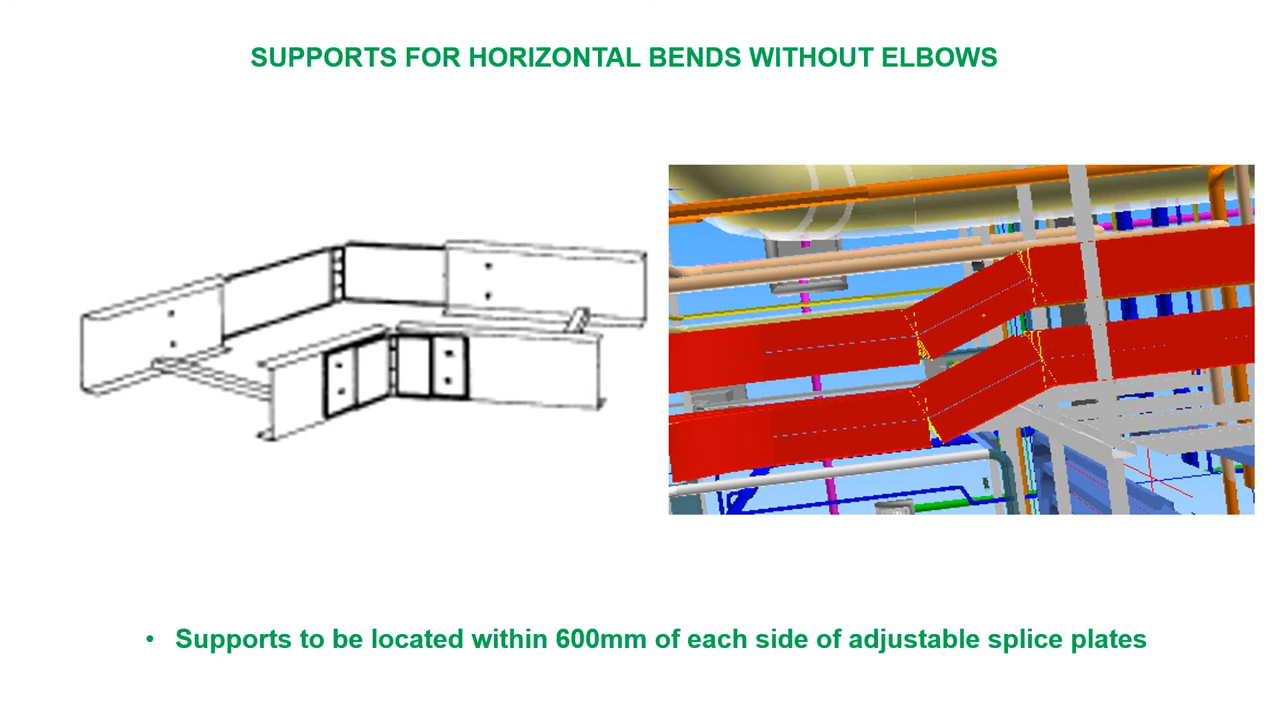 SUPPORTS FOR HORIZONTAL BENDS WITHOUT ELBOWS
• Supports to be located within 600mm of each side of adjustable splice plates